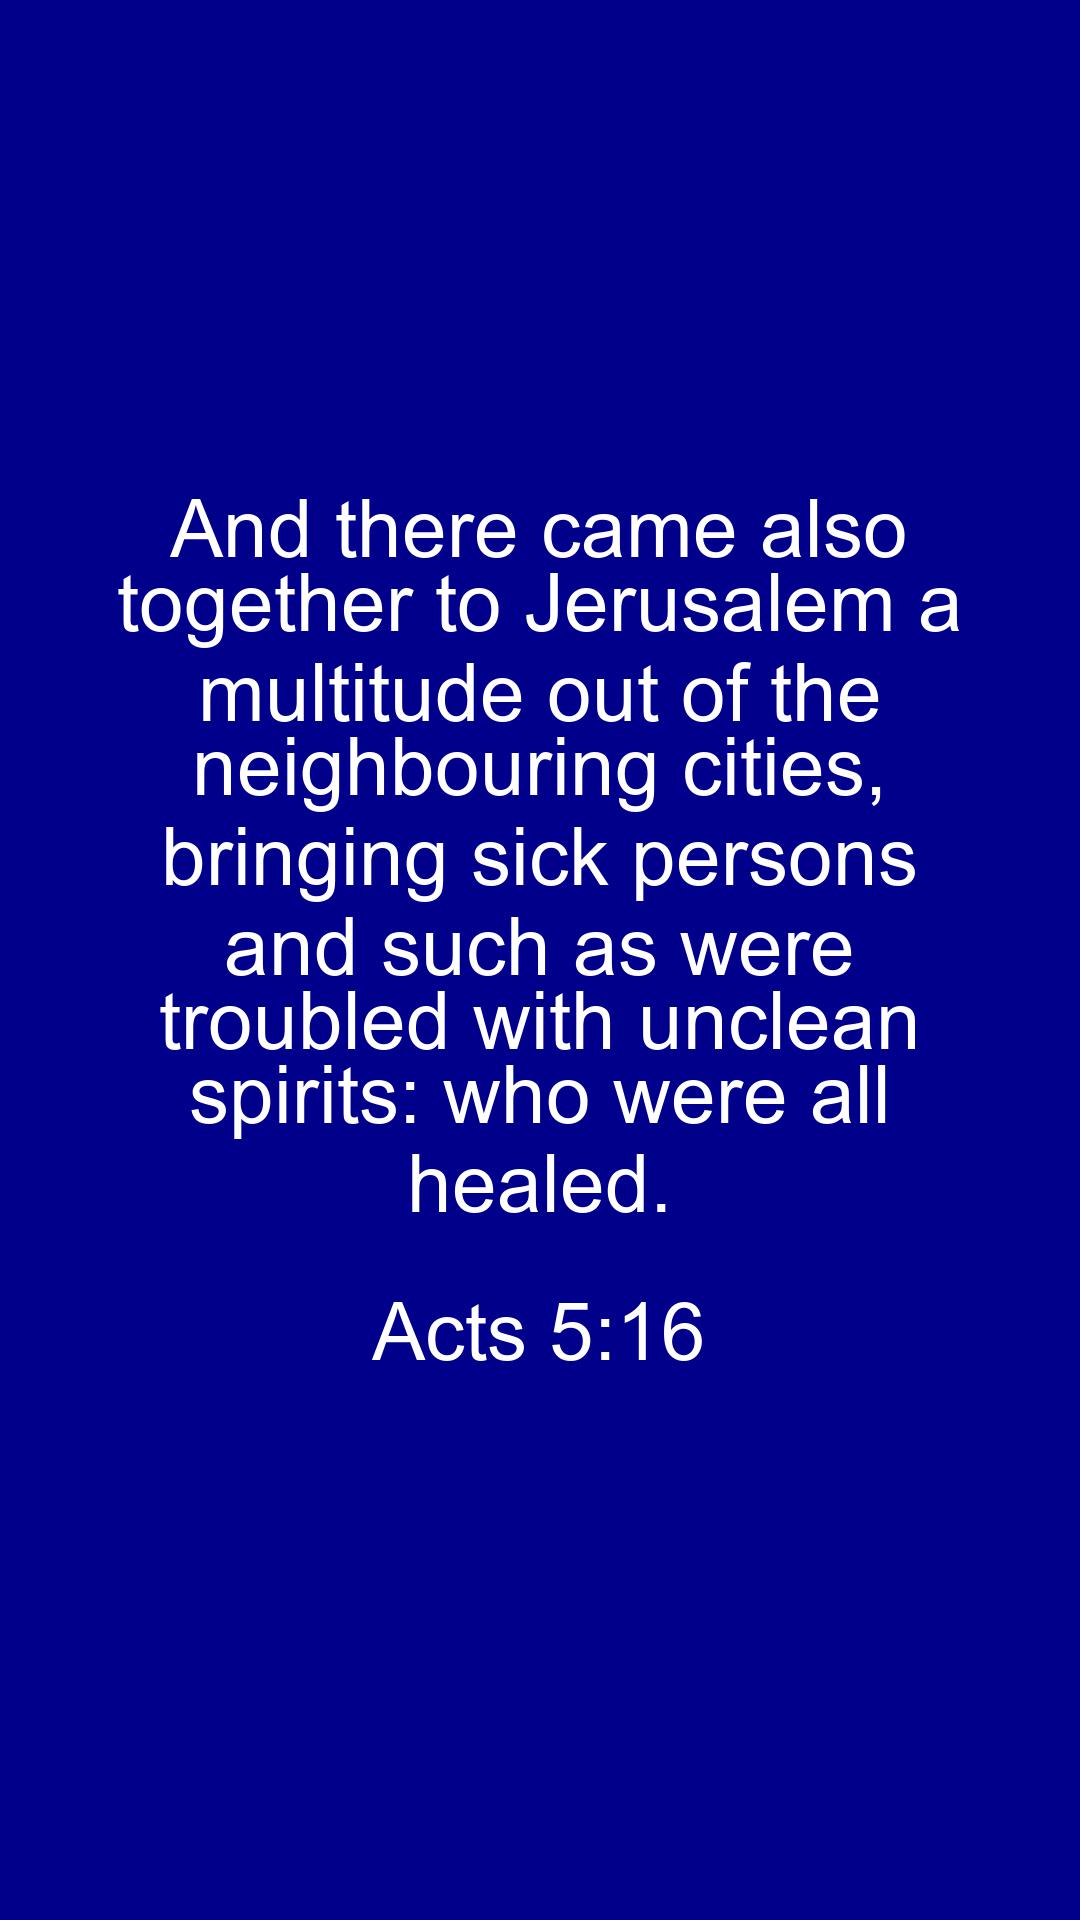 And there came also
together to Jerusalem a
multitude out of the
neighbouring cities,
bringing sick persons
and such as were
troubled with unclean
spirits: who were all
healed.
Acts 5:16